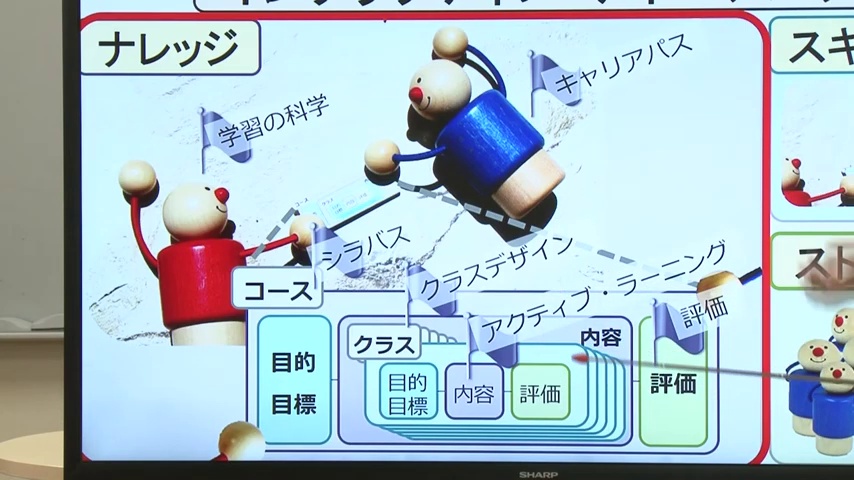 ナレッジ
スキ
キャリアパス
学習の科学
シラバス
クラスデザイン
アクティブ・ラーニング
評価
コース
スト
クラス
内容
目的
目標
目的
目標
内容
評価
評価
SHARP